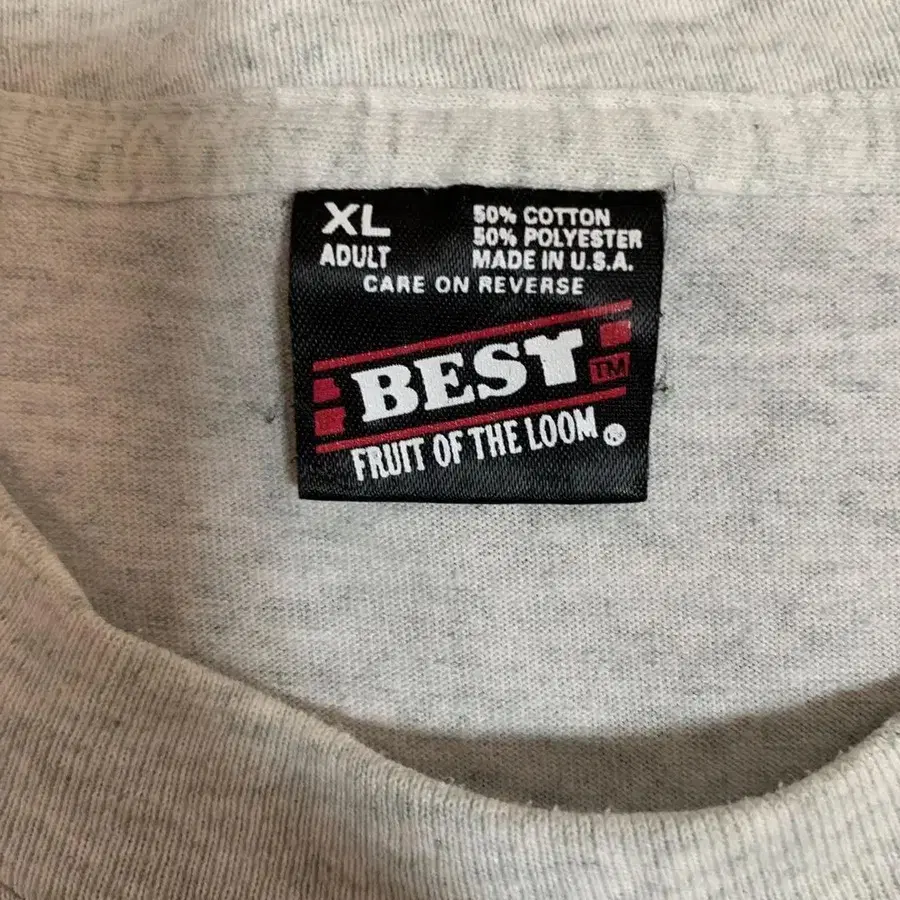 XL
ADULT
50% COTTON
50% POLYESTER
MADE IN U.S.A.
CARE ON REVERSE
BEST TM
FRUIT OF THE LOOM ®